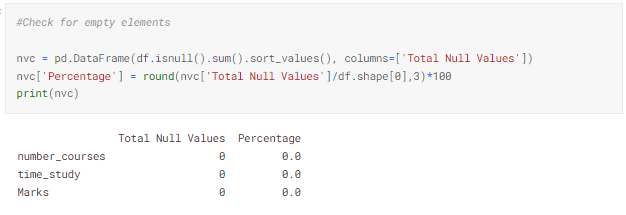 #Check for empty elements
nvc = pd.DataFrame(df.isnull().sum().sort_values(), columns=['Total Null Values'])
nvc['Percentage'] = round(nvc['Total Null Values']/df.shape[0],3)*100
print(nvc)
Total Null Values Percentage
number_courses 0 0.0
time_study 0 0.0
Marks 0 0.0